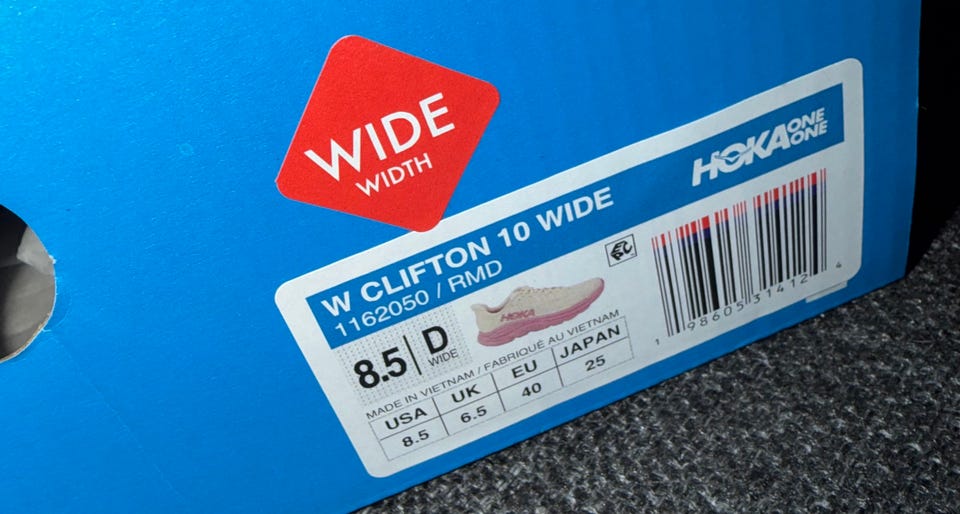 WIDE
WIDTH
HOKA ONE
ONE
W CLIFTON 10 WIDE
1162050 / RMD
8.5 D
WIDE
HOKA
MADE IN VIETNAM / FABRIQUÉ AU VIETNAM
USA UK EU JAPAN
8.5 6.5 40 25
1 98605 31412 4